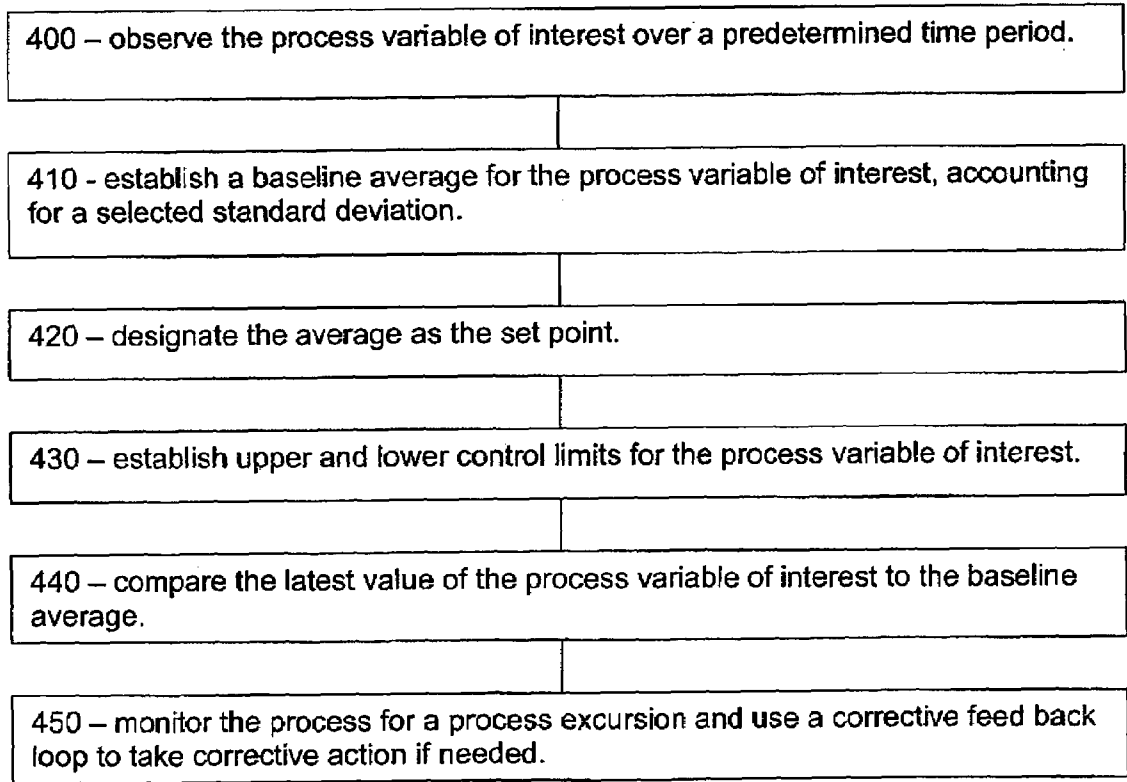 400 – observe the process variable of interest over a predetermined time period.
410 - establish a baseline average for the process variable of interest, accounting
for a selected standard deviation.
420 – designate the average as the set point.
430 – establish upper and lower control limits for the process variable of interest.
440 – compare the latest value of the process variable of interest to the baseline
average.
450 – monitor the process for a process excursion and use a corrective feed back
loop to take corrective action if needed.